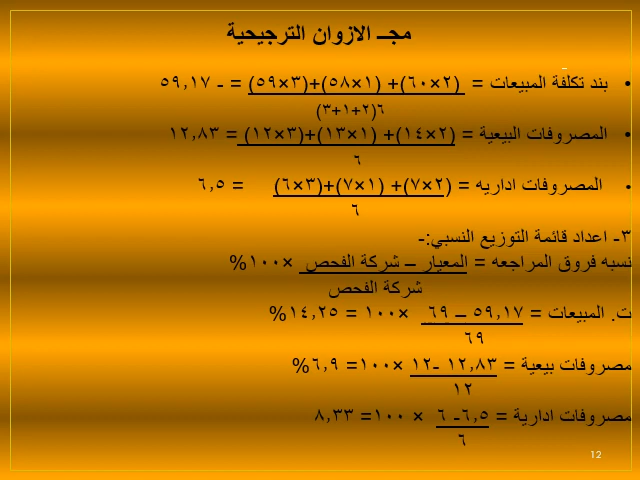 مجــ الازوان الترجيحية
• بند تكلفة المبيعات = (٢×٦٠)+ (١×٥٨)+(٣×٥٩) = - ٥٩,١٧
٦(٢+١+٣)
• المصروفات البيعية = (٢×١٤)+ (١×١٣)+(٣×١٢) = ١٢,٨٣
٦
• المصروفات اداريه = (٢×٧)+ (١×٧)+(٣×٦) = ٦,٥
٦
٣- اعداد قائمة التوزيع النسبي:-
نسبه فروق المراجعه = المعيار – شركة الفحص ×١٠٠%
شركة الفحص
ت. المبيعات = ٥٩,١٧ – ٦٩ ×١٠٠ = ١٤,٢٥%
٦٩
مصروفات بيعية = ١٢,٨٣ -١٢ ×١٠٠= ٦,٩%
١٢
مصروفات ادارية = ٦,٥- ٦ × ١٠٠= ٨,٣٣
٦
12